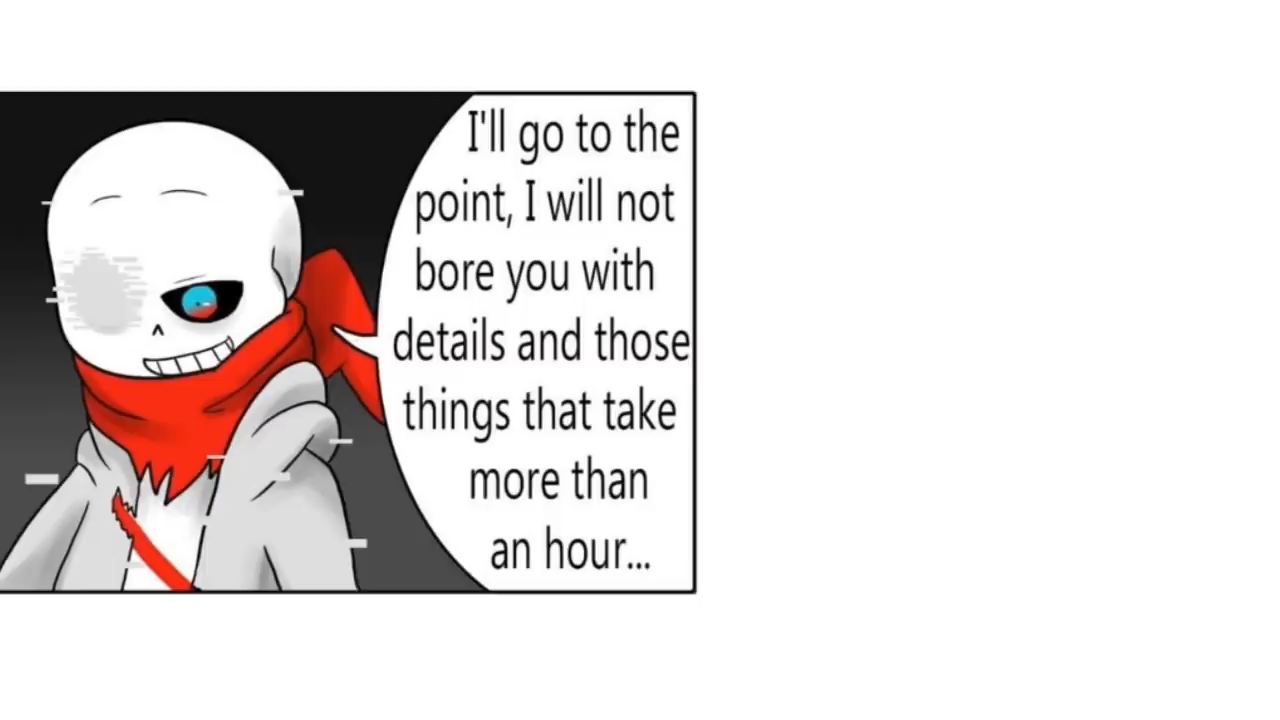 I'll go to the
point, I will not
bore you with
details and those
things that take
more than
an hour...